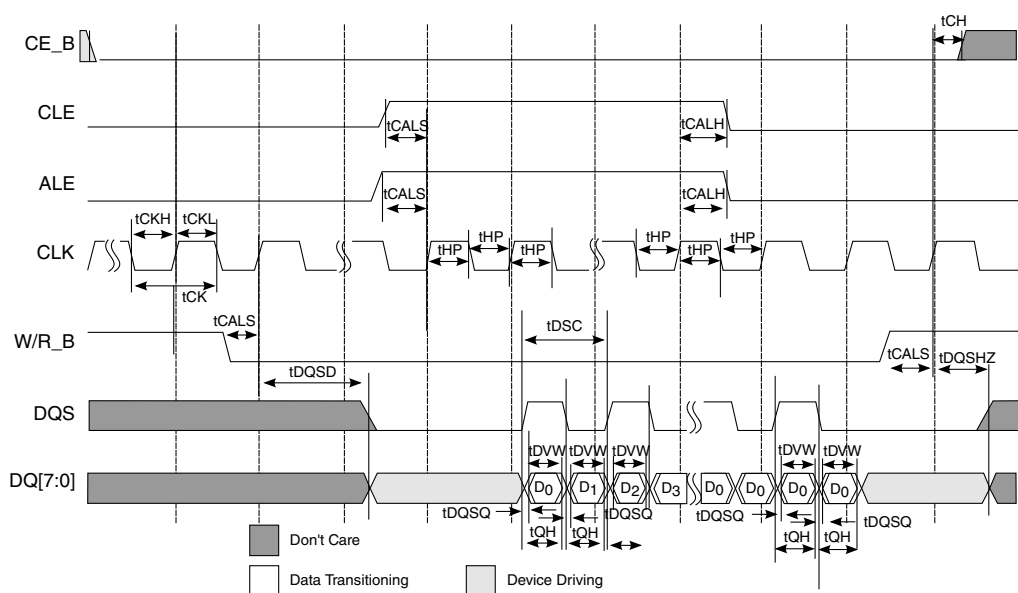 tCH
CE_B
CLE
tCALS
tCALH
ALE
tCALS
tCALH
tCKH
tCKL
CLK
tHP
tHP
tHP
tHP
tHP
tHP
tCK
tCALS
W/R_B
tDSC
tCALS
tDQSHZ
tDQSD
DQS
tDVW
tDVW
tDVW
tDVW
tDVW
DQ[7:0]
D0
D1
D2
D3
D0
D0
D0
D0
tDQSQ
tDQSQ
tDQSQ
tDQSQ
tQH
tQH
tQH
tQH
Don't Care
Data Transitioning
Device Driving